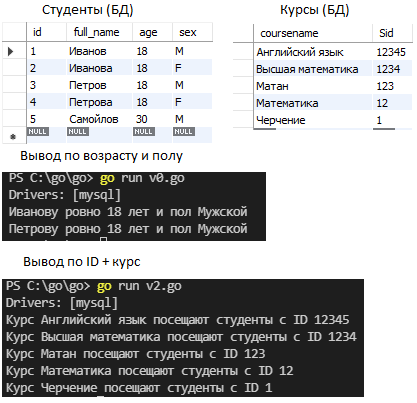 Студенты (БД)
Курсы (БД)
id full_name age sex
1 Иванов 18 M
2 Иванова 18 F
3 Петров 18 M
4 Петрова 18 F
5 Самойлов 30 M
NULL NULL NULL NULL
coursename Sid
Английский язык 12345
Высшая математика 1234
Матан 123
Математика 12
Черчение 1
Вывод по возрасту и полу
PS C:\go\go> go run v0.go
Drivers: [mysql]
Иванову ровно 18 лет и пол Мужской
Петрову ровно 18 лет и пол Мужской
Вывод по ID + курс
PS C:\go\go> go run v2.go
Drivers: [mysql]
Курс Английский язык посещают студенты с ID 12345
Курс Высшая математика посещают студенты с ID 1234
Курс Матан посещают студенты с ID 123
Курс Математика посещают студенты с ID 12
Курс Черчение посещают студенты с ID 1